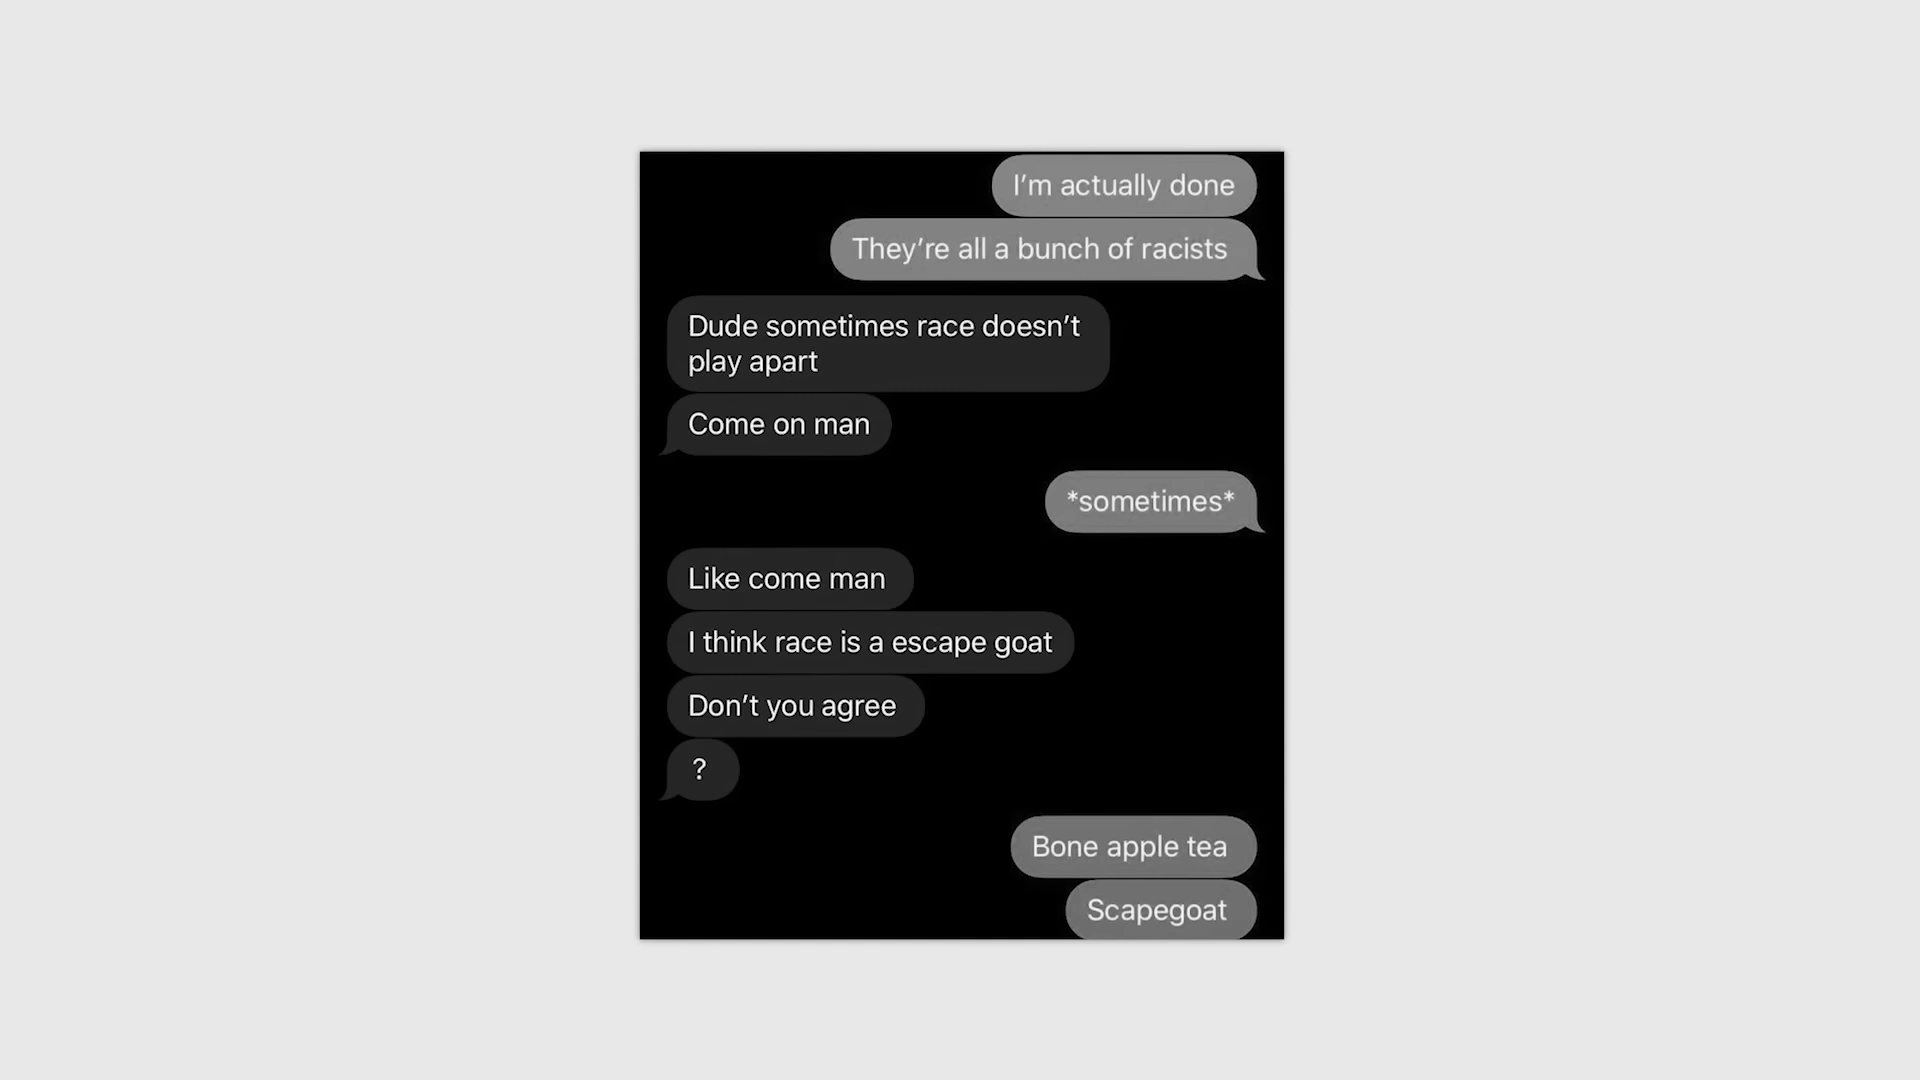 I’m actually done
They’re all a bunch of racists
Dude sometimes race doesn’t
play apart
Come on man
*sometimes*
Like come man
I think race is a escape goat
Don’t you agree
?
Bone apple tea
Scapegoat